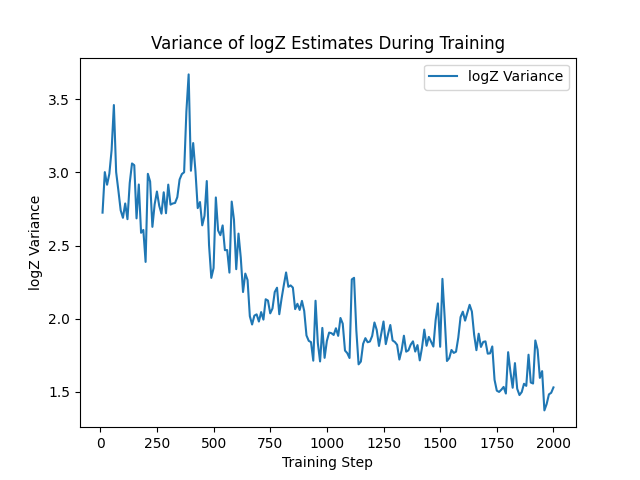 Variance of logZ Estimates During Training
logZ Variance
3.5
3.0
2.5
2.0
1.5
logZ Variance
0 250 500 750 1000 1250 1500 1750 2000
Training Step